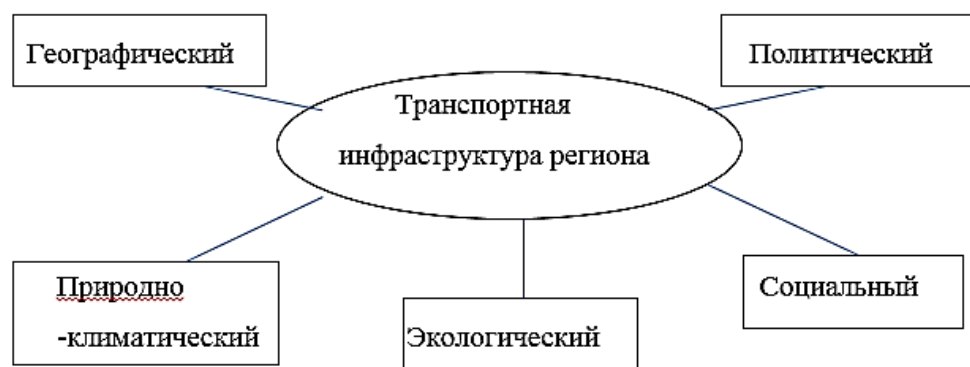 Географический
Политический
Транспортная
инфраструктура региона
Природно
-климатический
Экологический
Социальный